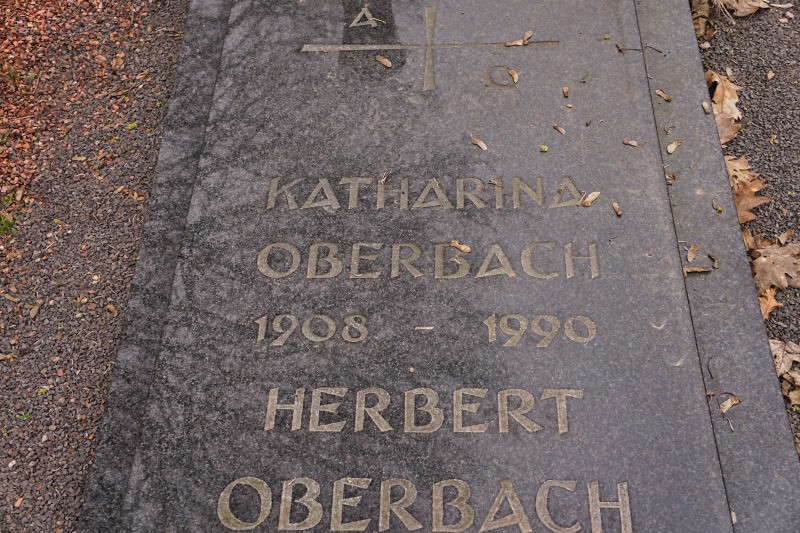 A
O
KATHARINA
OBERBACH
1908 - 1990
HERBERT
OBERBACH